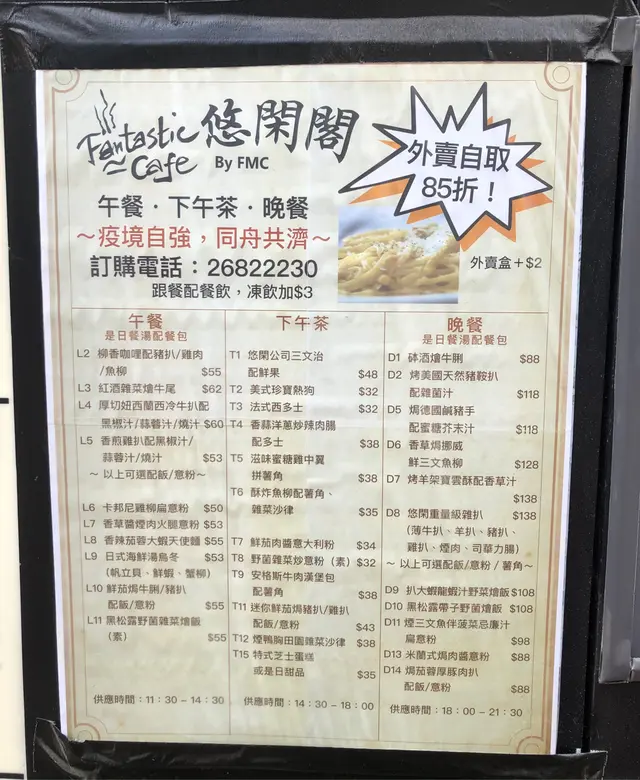 Fantastic Cafe
悠閑閣
By FMC
外賣自取
85折！
午餐．下午茶．晚餐
～疫境自強，同舟共濟～
訂購電話：26822230
外賣盒＋$2
跟餐配餐飲，凍飲加$3
午餐
是日餐湯配餐包
L2 椰香咖哩配豬扒/雞肉
/魚柳 $55
L3 紅酒雜菜燴牛尾 $62
L4 厚切妞西蘭西冷牛扒配
黑椒汁/蒜蓉汁/燒汁 $60
L5 香煎雞扒配黑椒汁/
蒜蓉汁/燒汁 $53
～ 以上可選配飯/意粉～
L6 卡邦尼雞柳扁意粉 $50
L7 香草醬煙肉火腿意粉 $53
L8 香辣茄蓉大蝦天使麵 $55
L9 日式海鮮湯烏冬 $53
(帆立貝、鮮蝦、蟹柳)
L10 鮮茄焗牛脷/豬扒
配飯/意粉 $55
L11 黑松露野菌雜菜燴飯
(素) $55
供應時間：11：30 - 14：30
下午茶
T1 悠閑公司三文治
配鮮果 $48
T2 美式珍寶熱狗 $32
T3 法式西多士 $32
T4 香蒜洋蔥炒辣肉腸
配多士 $38
T5 滋味蜜糖雞中翼
拼薯角 $38
T6 酥炸魚柳配薯角、
雜菜沙律 $35
T7 鮮茄肉醬意大利粉 $34
T8 野菌雜菜炒意粉（素）$32
T9 安格斯牛肉漢堡包
配薯角 $38
T11 迷你鮮茄焗豬扒/雞扒
配飯/意粉 $43
T12 煙鴨胸田園雜菜沙律 $38
T15 特式芝士蛋糕
或是日甜品 $35
供應時間：14：30 - 18：00
晚餐
是日餐湯配餐包
D1 砵酒燴牛脷 $88
D2 烤美國天然豬鞍扒
配雜菌汁 $118
D5 焗德國鹹豬手
配蜜糖芥末汁 $118
D6 香草焗挪威
鮮三文魚柳 $128
D7 烤羊架寶雲酥配香草汁
$138
D8 悠閑重量級雜扒 $138
(薄牛扒、羊扒、豬扒、
雞扒、煙肉、司華力腸)
～ 以上可選配飯/意粉 / 薯角～
D9 扒大蝦龍蝦汁野菜燴飯 $108
D10 黑松露帶子野菌燴飯 $108
D11 煙三文魚伴菠菜忌廉汁
扁意粉 $98
D13 米蘭式焗肉醬意粉 $88
D14 焗茄蓉厚豚肉扒
配飯/意粉 $88
供應時間：18：00 - 21：30